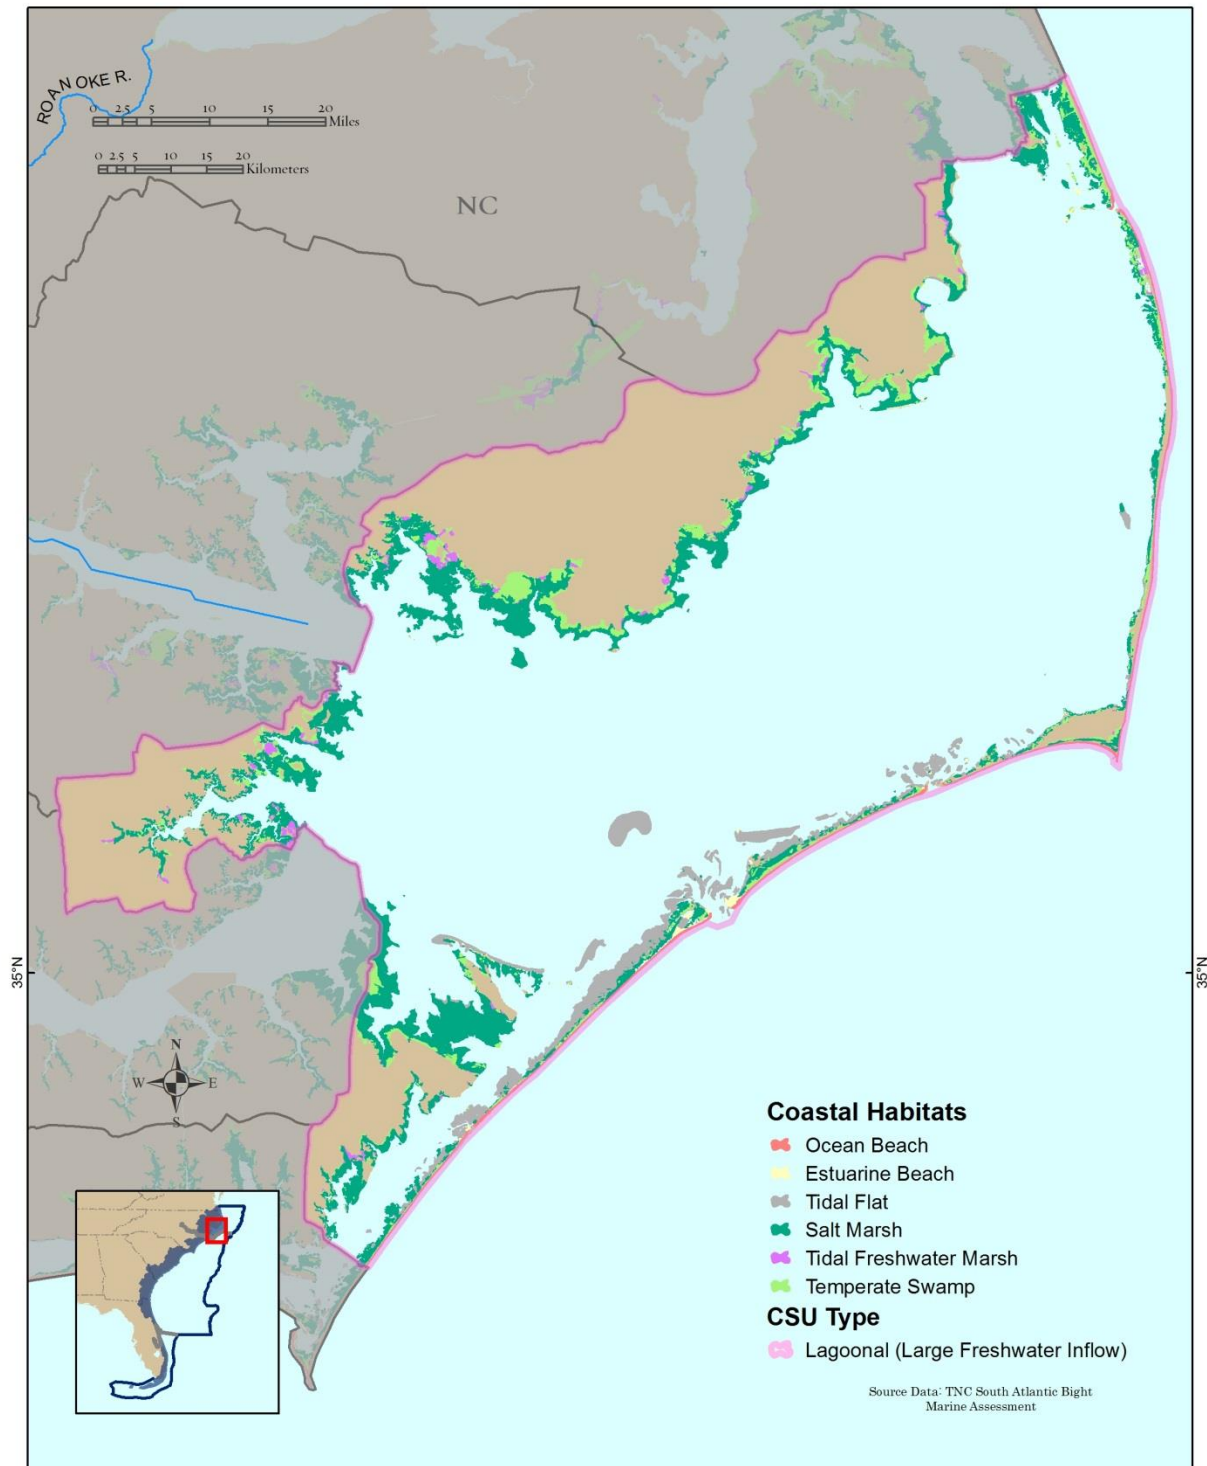 ROANOKE R.
0 2.5 5 10 15 20
Miles
0 2.5 5 10 15 20
Kilometers
NC
35°N
35°N
N
W E
S
Coastal Habitats
Ocean Beach
Estuarine Beach
Tidal Flat
Salt Marsh
Tidal Freshwater Marsh
Temperate Swamp
CSU Type
Lagoonal (Large Freshwater Inflow)
Source Data: TNC South Atlantic Bight
Marine Assessment